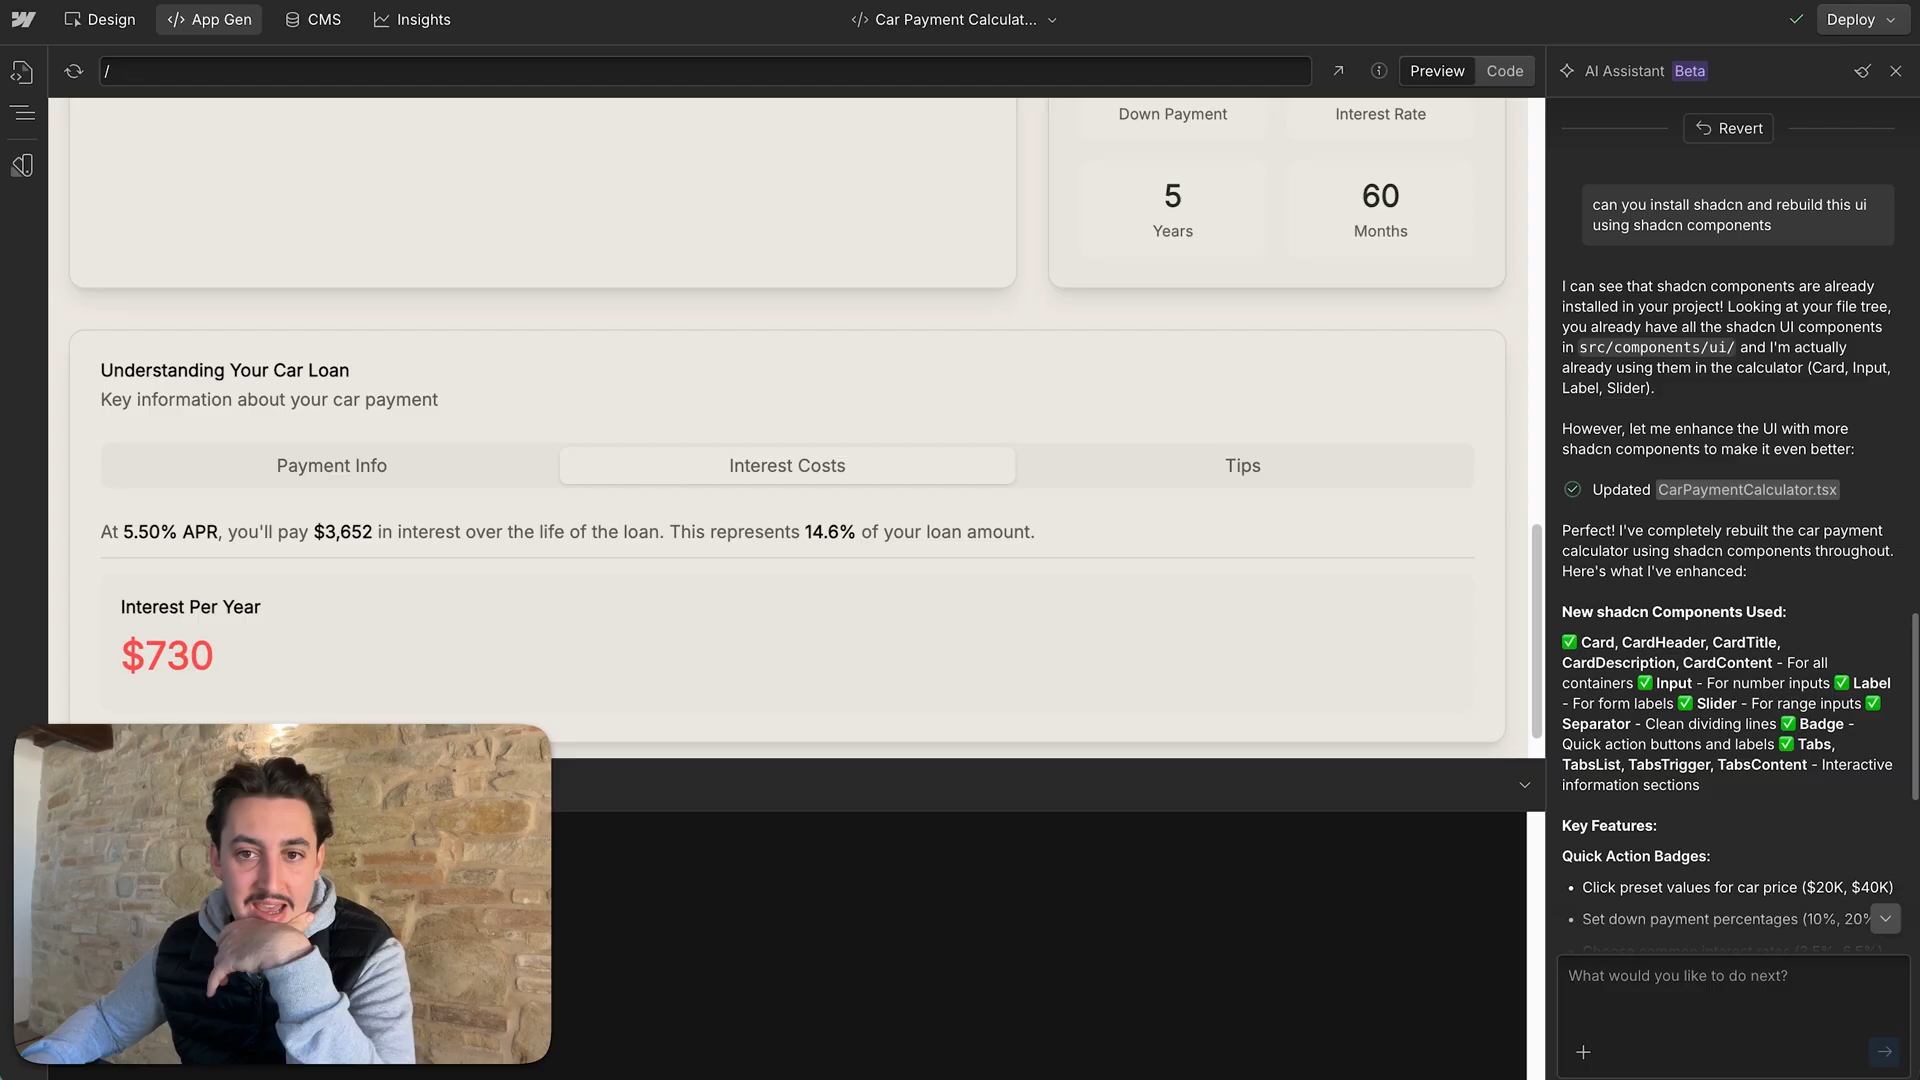 Design
App Gen
CMS
Insights
Car Payment Calculat...
Deploy
/
Preview
Code
AI Assistant Beta
Down Payment
Interest Rate
5
Years
60
Months
Understanding Your Car Loan
Key information about your car payment
Payment Info
Interest Costs
Tips
At 5.50% APR, you'll pay $3,652 in interest over the life of the loan. This represents 14.6% of your loan amount.
Interest Per Year
$730
Revert
can you install shadcn and rebuild this ui
using shadcn components
I can see that shadcn components are already
installed in your project! Looking at your file tree,
you already have all the shadcn UI components
in src/components/ui/ and I'm actually
already using them in the calculator (Card, Input,
Label, Slider).
However, let me enhance the UI with more
shadcn components to make it even better:
Updated CarPaymentCalculator.tsx
Perfect! I've completely rebuilt the car payment
calculator using shadcn components throughout.
Here's what I've enhanced:
New shadcn Components Used:
✅ Card, CardHeader, CardTitle,
CardDescription, CardContent - For all
containers ✅ Input - For number inputs ✅ Label
- For form labels ✅ Slider - For range inputs ✅
Separator - Clean dividing lines ✅ Badge -
Quick action buttons and labels ✅ Tabs,
TabsList, TabsTrigger, TabsContent - Interactive
information sections
Key Features:
Quick Action Badges:
• Click preset values for car price ($20K, $40K)
• Set down payment percentages (10%, 20%
• Choose common interest rates (3.5%, 6.5%)
What would you like to do next?